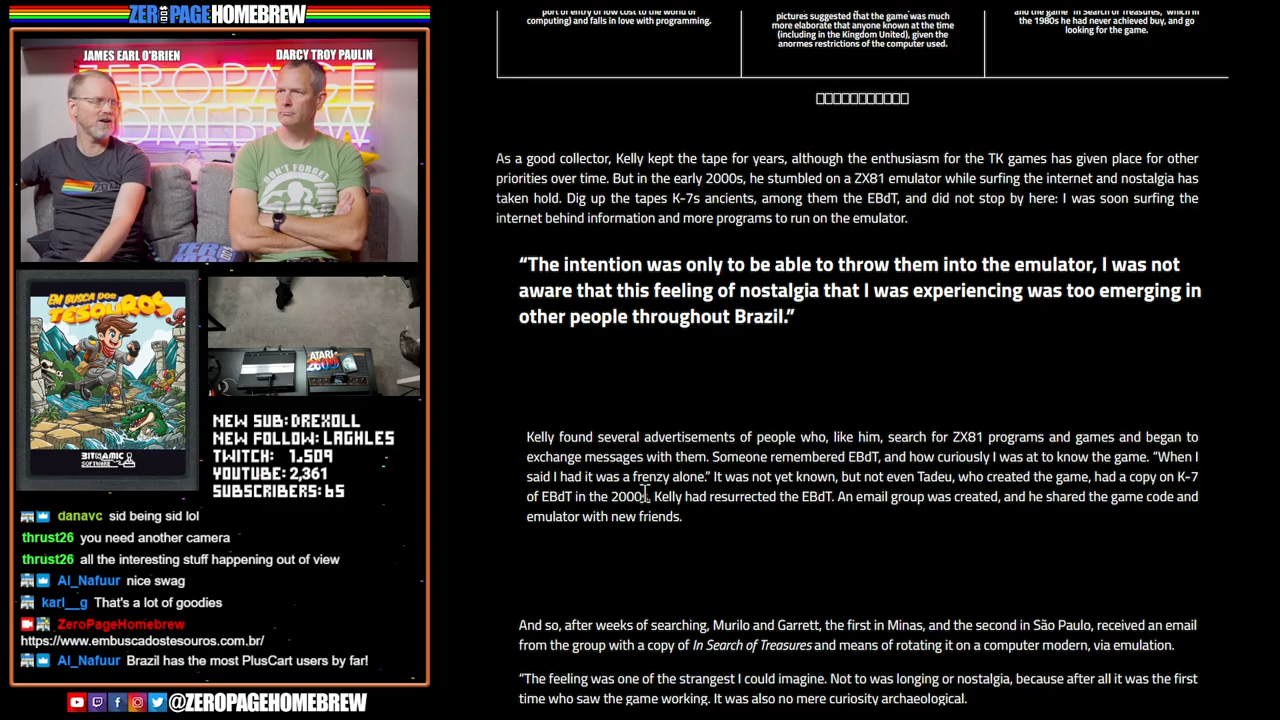 ZEROPAGEHOMEBREW
JAMES EARL O'BRIEN
DARCY TROY PAULIN
ZEROPAGE
HOMEBREW
DON'T FORGET
EM BUSCA DOS
TESOUROS
BITNAMIC
SOFTWARE
ATARI
2600
NEW SUB: DREXOLL
NEW FOLLOW: LAGHLES
TWITCH: 1,509
YOUTUBE: 2,361
SUBSCRIBERS: 65
danavc sid being sid lol
thrust26 you need another camera
thrust26 all the interesting stuff happening out of view
Al_Nafuur nice swag
karl__g That's a lot of goodies
ZeroPageHomebrew
https://www.embuscadostesouros.com.br/
Al_Nafuur Brazil has the most PlusCart users by far!
@ZEROPAGEHOMEBREW
port of entry of low cost to the world of
computing) and falls in love with programming.
pictures suggested that the game was much
more elaborate that anyone known at the time
(including in the Kingdom United), given the
anormes restrictions of the computer used.
and the game "In Search of Treasures", which in
the 1980s he had never achieved buy, and go
looking for the game.
As a good collector, Kelly kept the tape for years, although the enthusiasm for the TK games has given place for other
priorities over time. But in the early 2000s, he stumbled on a ZX81 emulator while surfing the internet and nostalgia has
taken hold. Dig up the tapes K-7s ancients, among them the EBdT, and did not stop by here: I was soon surfing the
internet behind information and more programs to run on the emulator.
“The intention was only to be able to throw them into the emulator, I was not
aware that this feeling of nostalgia that I was experiencing was too emerging in
other people throughout Brazil.”
Kelly found several advertisements of people who, like him, search for ZX81 programs and games and began to
exchange messages with them. Someone remembered EBdT, and how curiously I was at to know the game. “When I
said I had it was a frenzy alone.” It was not yet known, but not even Tadeu, who created the game, had a copy on K-7
of EBdT in the 2000s. Kelly had resurrected the EBdT. An email group was created, and he shared the game code and
emulator with new friends.
And so, after weeks of searching, Murilo and Garrett, the first in Minas, and the second in São Paulo, received an email
from the group with a copy of In Search of Treasures and means of rotating it on a computer modern, via emulation.
“The feeling was one of the strangest I could imagine. Not to was longing or nostalgia, because after all it was the first
time who saw the game working. It was also no mere curiosity archaeological.